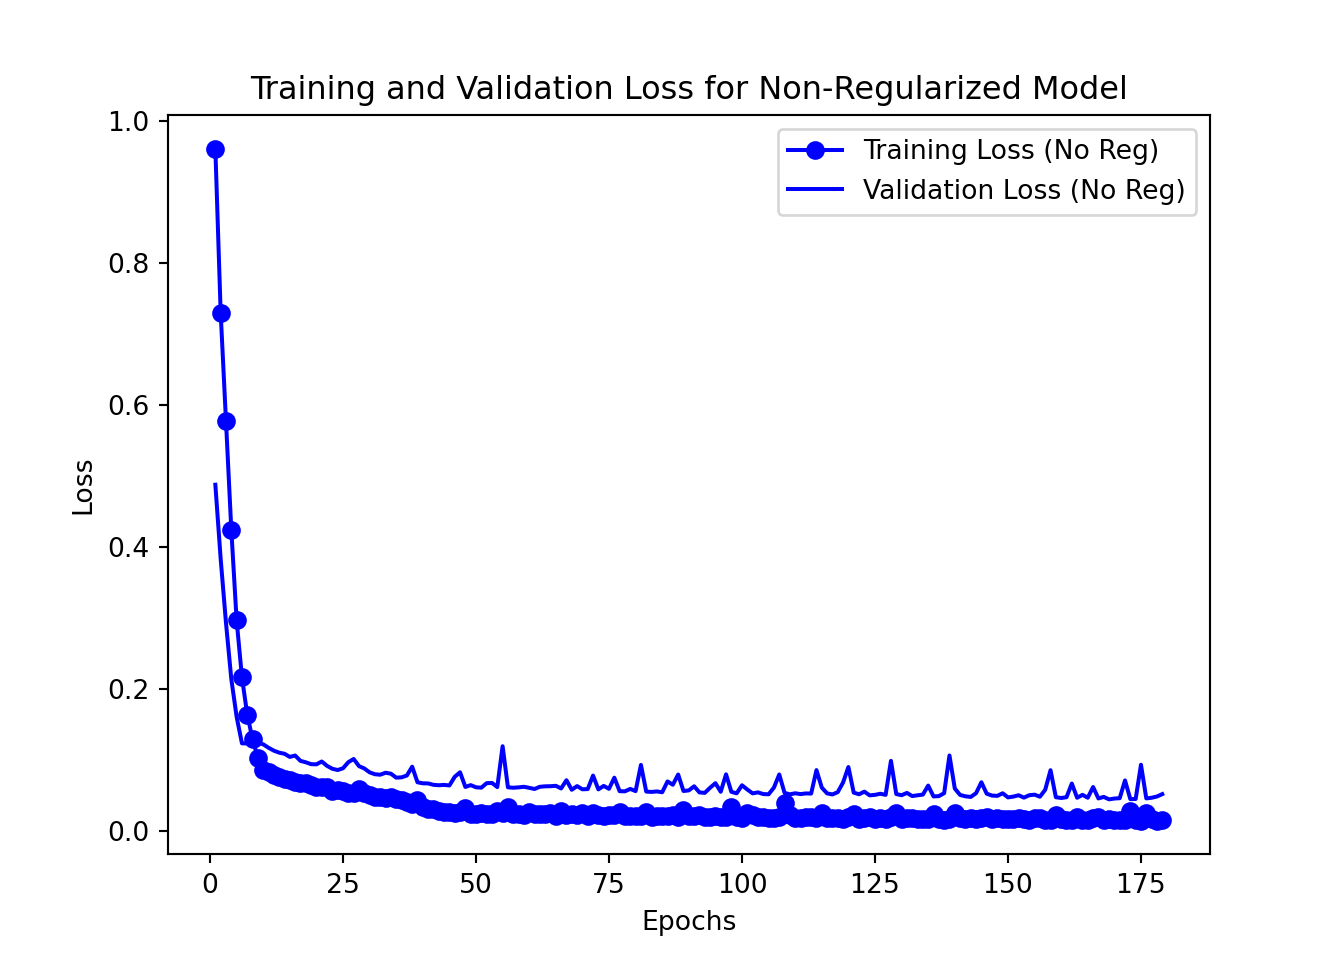 Training and Validation Loss for Non-Regularized Model
Training Loss (No Reg)
Validation Loss (No Reg)
Loss
1.0
0.8
0.6
0.4
0.2
0.0
0 25 50 75 100 125 150 175
Epochs